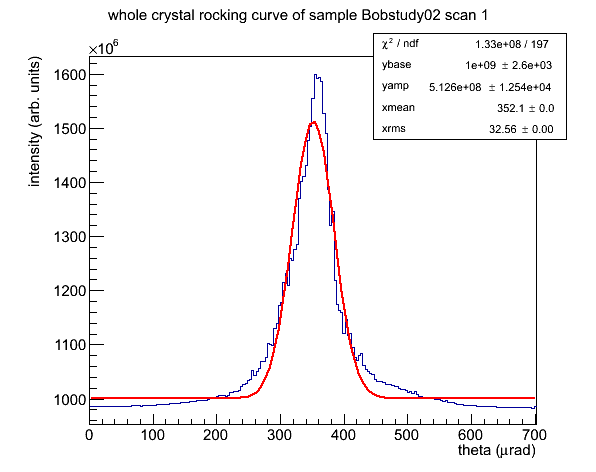 whole crystal rocking curve of sample Bobstudy02 scan 1
×10⁶
χ² / ndf 1.33e+08 / 197
ybase 1e+09 ± 2.6e+03
yamp 5.126e+08 ± 1.254e+04
xmean 352.1 ± 0.0
xrms 32.56 ± 0.00
intensity (arb. units)
1600
1500
1400
1300
1200
1100
1000
0 100 200 300 400 500 600 700
theta (μrad)